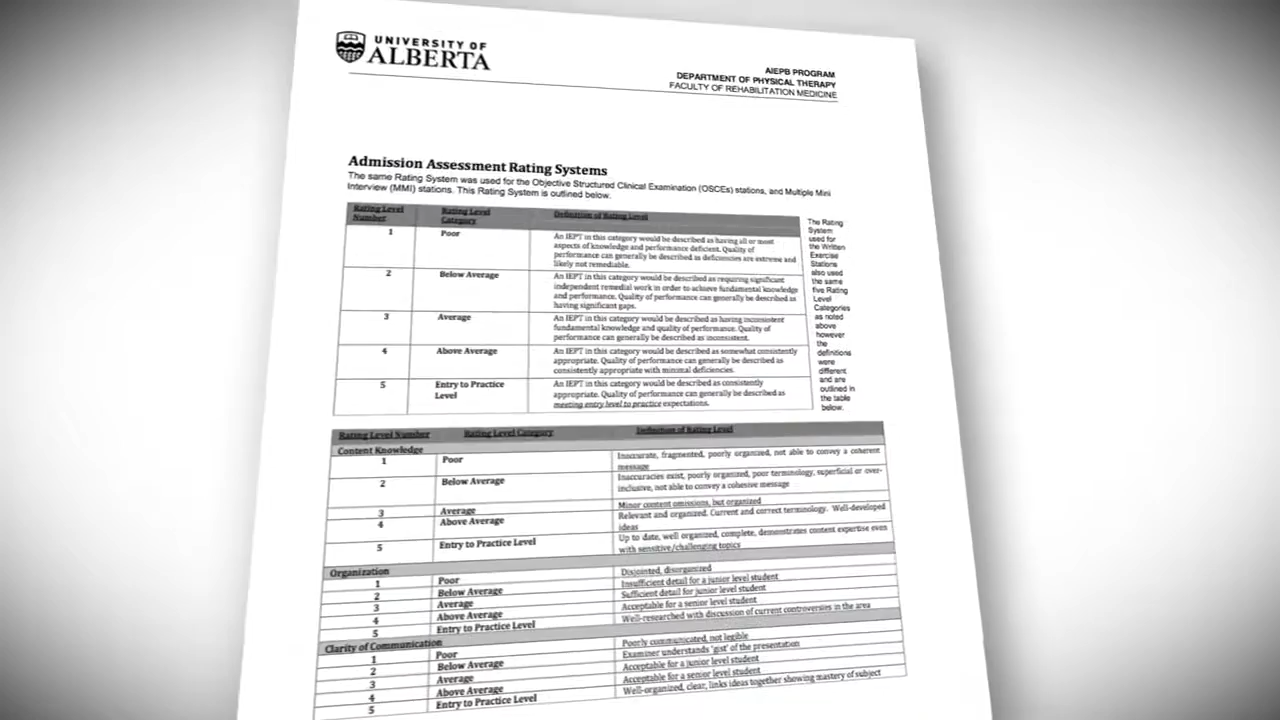 UNIVERSITY OF
ALBERTA
AIEPB PROGRAM
DEPARTMENT OF PHYSICAL THERAPY
FACULTY OF REHABILITATION MEDICINE
Admission Assessment Rating Systems
The same Rating System was used for the Objective Structured Clinical Examination (OSCEs) stations, and Multiple Mini
Interview (MMI) stations. This Rating System is outlined below.
Rating Level Number Rating Level Category Definition of Rating Level
1 Poor An IEPT in this category would be described as having all or most
aspects of knowledge and performance deficient. Quality of
performance can generally be described as deficiencies are extreme and
likely not remediable.
2 Below Average An IEPT in this category would be described as requiring significant
independent remedial work in order to achieve fundamental knowledge
and performance. Quality of performance can generally be described as
having significant gaps.
3 Average An IEPT in this category would be described as having inconsistent
fundamental knowledge and quality of performance. Quality of
performance can generally be described as inconsistent.
4 Above Average An IEPT in this category would be described as somewhat consistently
appropriate. Quality of performance can generally be described as
consistently appropriate with minimal deficiencies.
5 Entry to Practice Level An IEPT in this category would be described as consistently
appropriate. Quality of performance can generally be described as
meeting entry level to practice expectations.
The Rating
System
used for
the Written
Exercise
Stations
also used
the same
five Rating
Level
Categories
as noted
above
however
the
definitions
were
different
and are
outlined in
the table
below.
Rating Level Number Rating Level Category Definition of Rating Level
Content Knowledge
1 Poor Inaccurate, fragmented, poorly organized, not able to convey a coherent
message
2 Below Average Inaccuracies exist, poorly organized, poor terminology, superficial or over-
inclusive, not able to convey a cohesive message
3 Average Minor content omissions, but organized
4 Above Average Relevant and organized. Current and correct terminology. Well-developed
ideas
5 Entry to Practice Level Up to date, well organized, complete, demonstrates content expertise even
with sensitive/challenging topics
Organization
1 Poor Disjointed, disorganized
2 Below Average Insufficient detail for a junior level student
3 Average Sufficient detail for junior level student
4 Above Average Acceptable for a senior level student
5 Entry to Practice Level Well-researched with discussion of current controversies in the area
Clarity of Communication
1 Poor Poorly communicated, not legible
2 Below Average Examiner understands 'gist' of the presentation
3 Average Acceptable for a junior level student
4 Above Average Acceptable for a senior level student
5 Entry to Practice Level Well-organized, clear, links ideas together showing mastery of subject